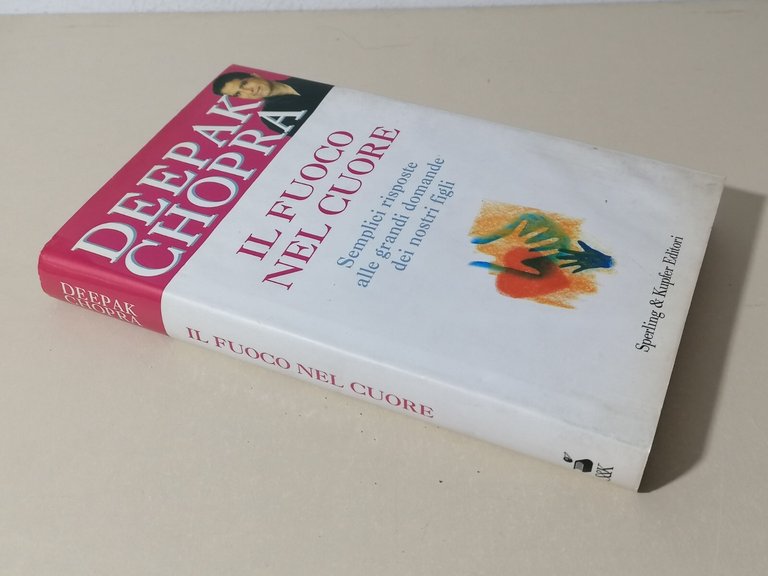 DEEPAK
CHOPRA
IL FUOCO
NEL CUORE
Semplici risposte
alle grandi domande
dei nostri figli
Sperling & Kupfer Editori
DEEPAK
CHOPRA
IL FUOCO NEL CUORE
S&K